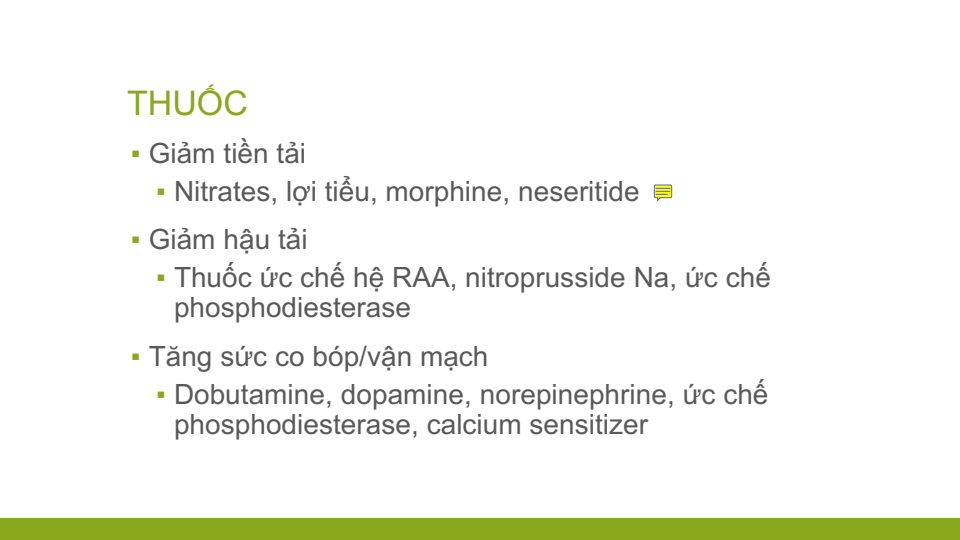 THUỐC
▪ Giảm tiền tải
▪ Nitrates, lợi tiểu, morphine, neseritide
▪ Giảm hậu tải
▪ Thuốc ức chế hệ RAA, nitroprusside Na, ức chế
phosphodiesterase
▪ Tăng sức co bóp/vận mạch
▪ Dobutamine, dopamine, norepinephrine, ức chế
phosphodiesterase, calcium sensitizer